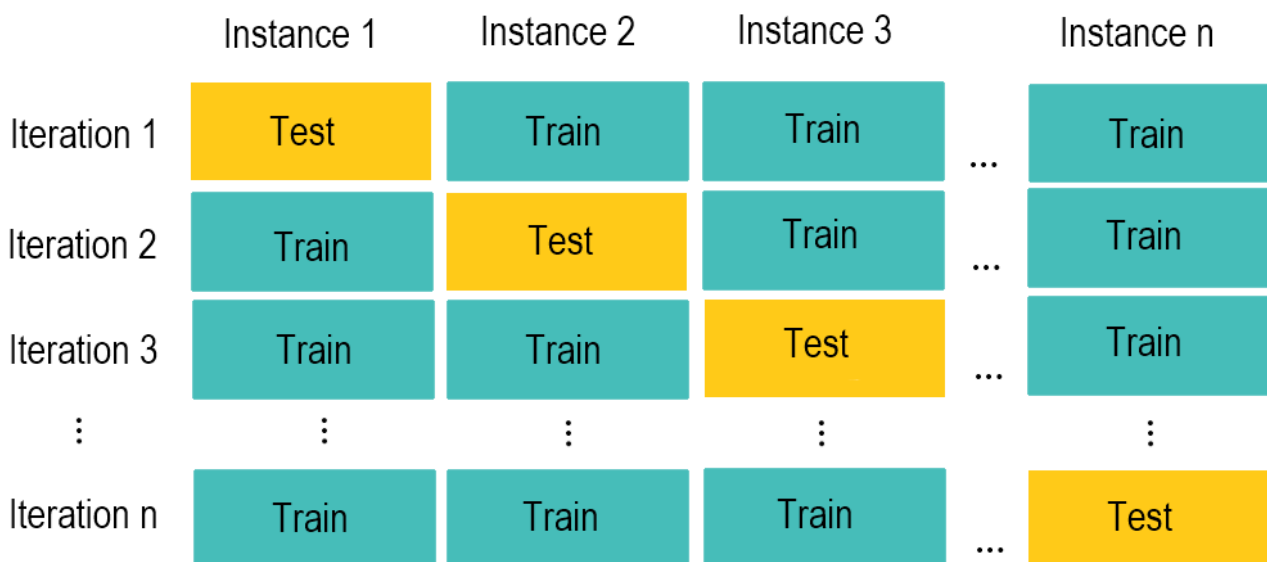 Instance 1 Instance 2 Instance 3 Instance n
Iteration 1 Test Train Train ... Train
Iteration 2 Train Test Train ... Train
Iteration 3 Train Train Test ... Train
⋮ ⋮ ⋮ ⋮ ⋮
Iteration n Train Train Train ... Test